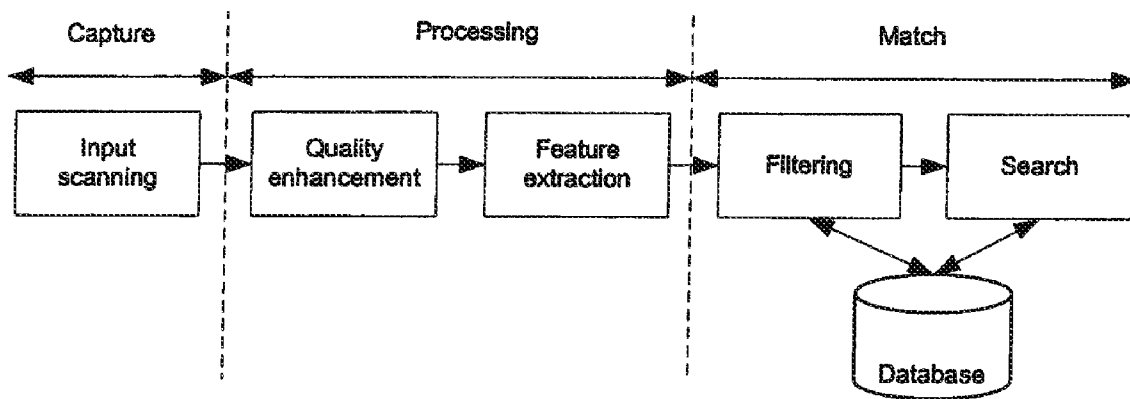 Capture
Processing
Match
Input
scanning
Quality
enhancement
Feature
extraction
Filtering
Search
Database